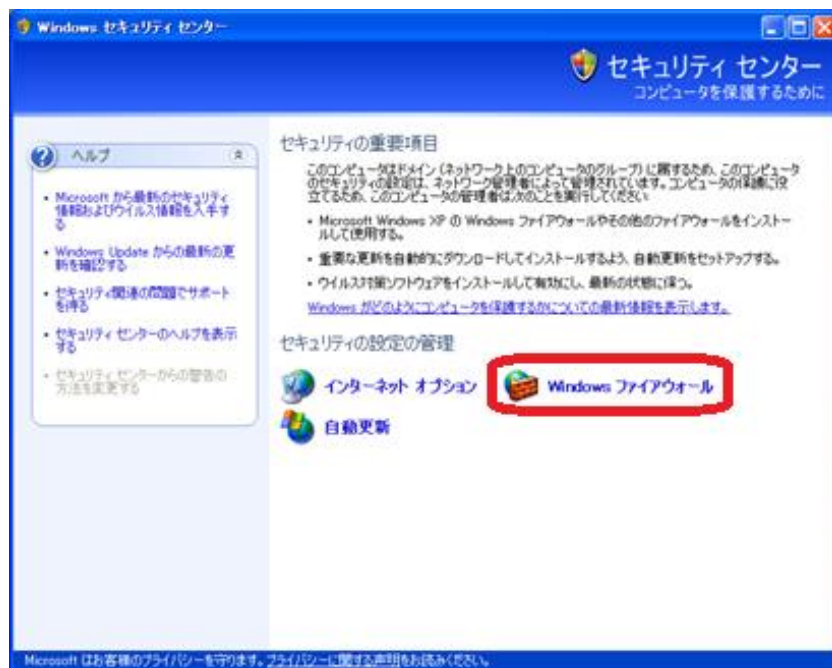 Windows セキュリティ センター
セキュリティ センター
コンピュータを保護するために
ヘルプ
• Microsoft から最新のセキュリティ
情報およびウイルス情報を入手す
る
• Windows Update からの最新の更
新を確認する
• セキュリティ関連の問題でサポート
を得る
• セキュリティ センターのヘルプを表示
する
• セキュリティ センターからの警告の
方法を変更する
セキュリティの重要項目
このコンピュータはドメイン (ネットワーク上のコンピュータのグループ) に属するため、このコンピュータ
のセキュリティの設定は、ネットワーク管理者によって管理されています。コンピュータの保護に役
立てるため、このコンピュータの管理者は次のことを実行してください
• Microsoft Windows XP の Windows ファイアウォールやその他のファイアウォールをインストー
ルして使用する。
• 重要な更新を自動的にダウンロードしてインストールするよう、自動更新をセットアップする。
• ウイルス対策ソフトウェアをインストールして有効にし、最新の状態に保つ。
Windows がどのようにコンピュータを保護するかについての最新情報を表示します。
セキュリティの設定の管理
インターネット オプション
Windows ファイアウォール
自動更新
Microsoft はお客様のプライバシーを守ります。プライバシーに関する声明をお読みください。